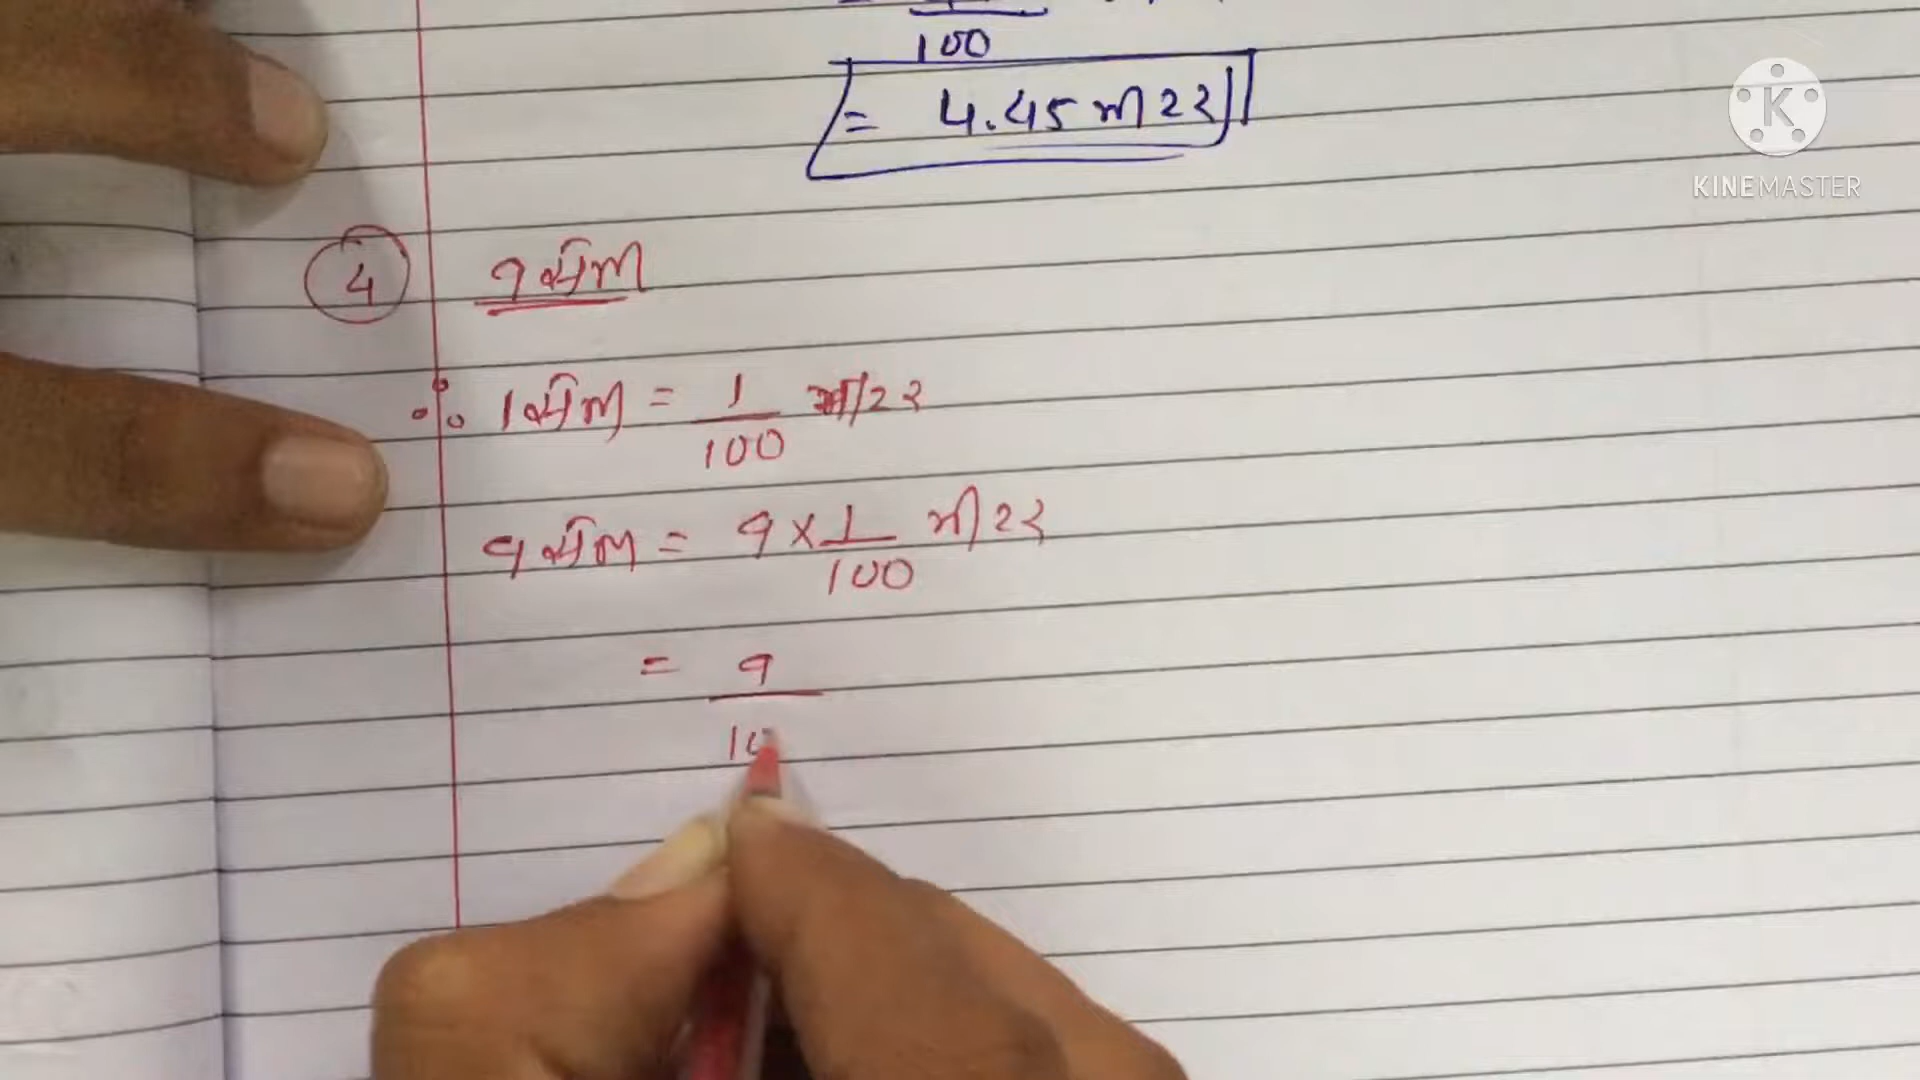 100
= 4.45 મીટર
K
KINEMASTER
4 9 સેમી
∴ 1 સેમી = 1/100 મીટર
9 સેમી = 9 × 1/100 મીટર
= 9/10